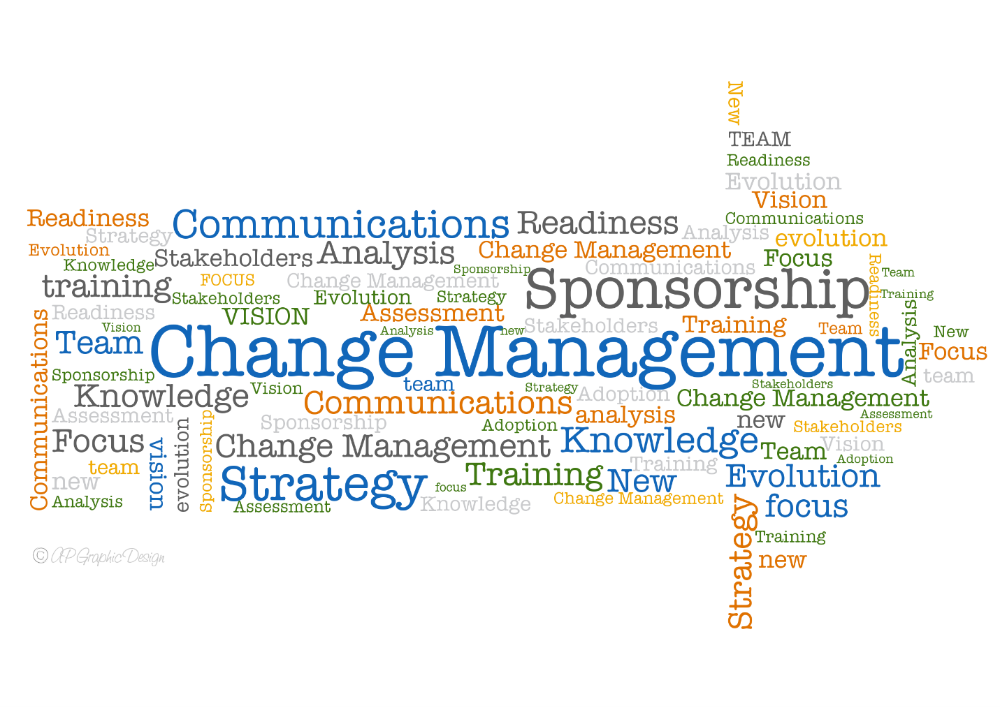 New
TEAM
Readiness
Evolution
Vision
Communications
Readiness
Communications
Readiness
Analysis
evolution
Strategy
Evolution
Stakeholders
Analysis
Change Management
Focus
Knowledge
Sponsorship
Communications
Readiness
Team
training
FOCUS
Change Management
Sponsorship
Training
Stakeholders
Evolution
Strategy
Readiness
VISION
Assessment
Stakeholders
Training
Team
Analysis
Communications
Vision
Analysis
new
New
Team
Change Management
Focus
Sponsorship
team
team
Knowledge
Vision
Strategy
Adoption
Stakeholders
Change Management
Communications
Assessment
analysis
Assessment
Sponsorship
Adoption
new
Stakeholders
Focus
vision
evolution
Sponsorship
Change Management
Knowledge
Team
Vision
team
Training
Adoption
new
Strategy
focus
Training
New
Evolution
Analysis
Assessment
Knowledge
Change Management
Strategy
focus
Training
new
© AP Graphic Design